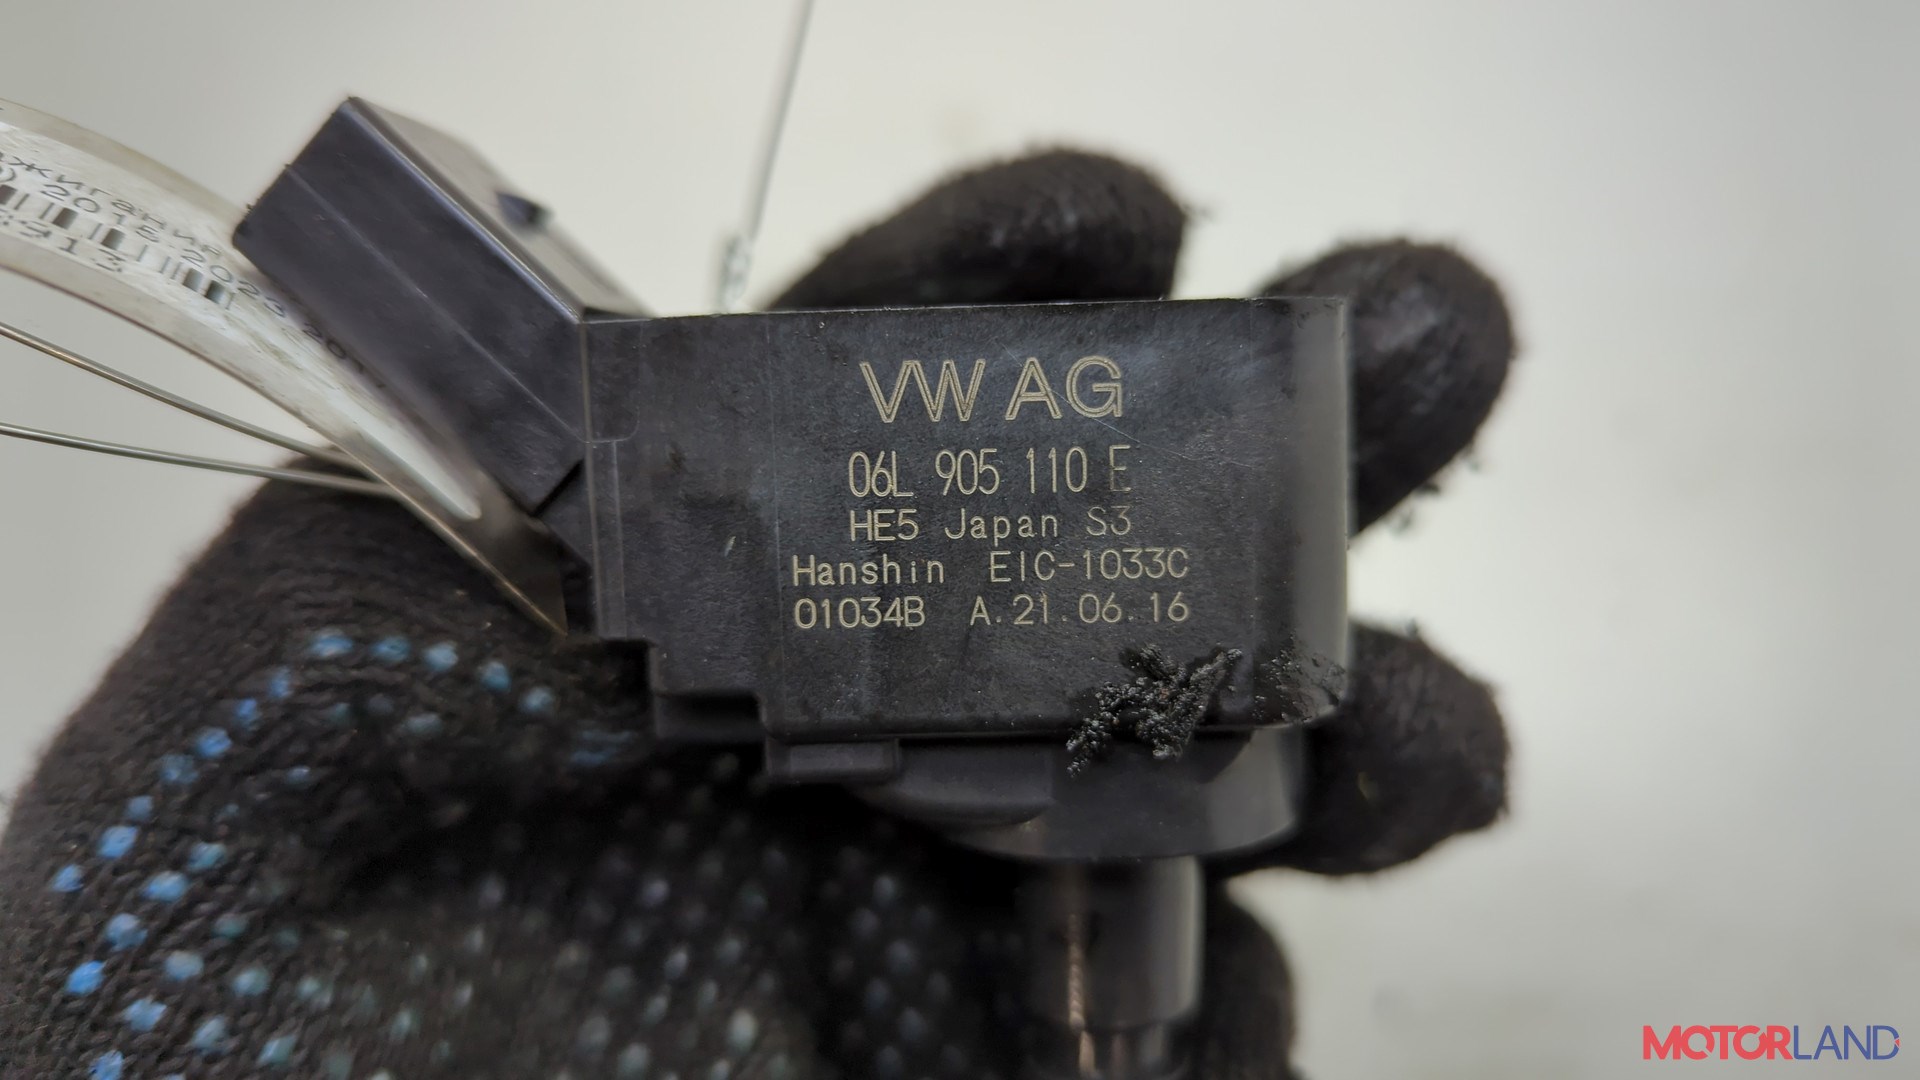 VW AG
06L 905 110 E
HE5 Japan S3
Hanshin EIC-1033C
01034B A.21.06.16
MOTORLAND